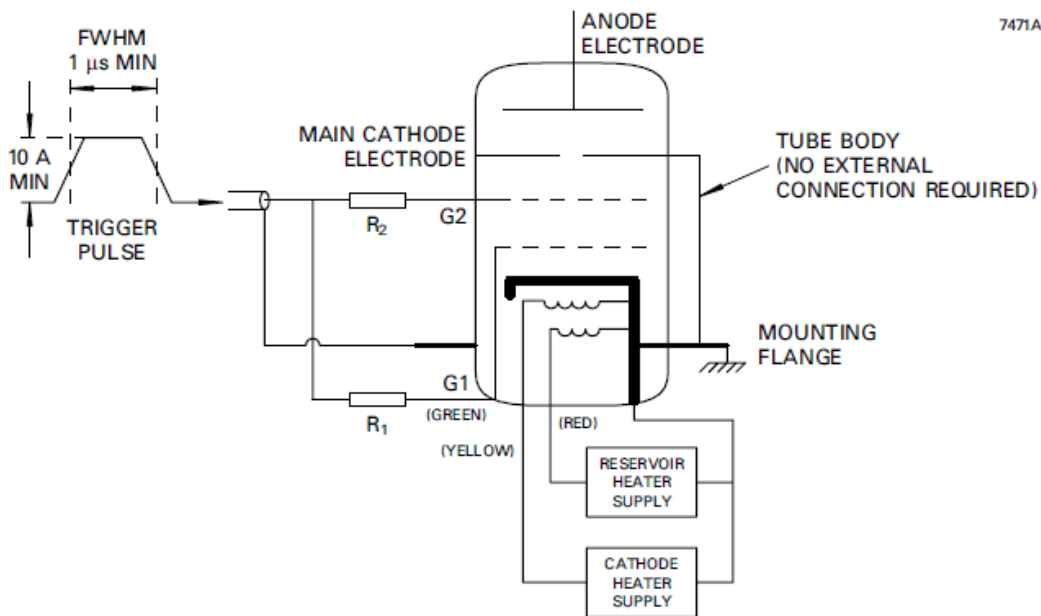 7471A
FWHM
1 μs MIN
10 A
MIN
TRIGGER
PULSE
ANODE
ELECTRODE
MAIN CATHODE
ELECTRODE
TUBE BODY
(NO EXTERNAL
CONNECTION REQUIRED)
R2
G2
MOUNTING
FLANGE
G1
(GREEN)
R1
(YELLOW)
(RED)
RESERVOIR
HEATER
SUPPLY
CATHODE
HEATER
SUPPLY